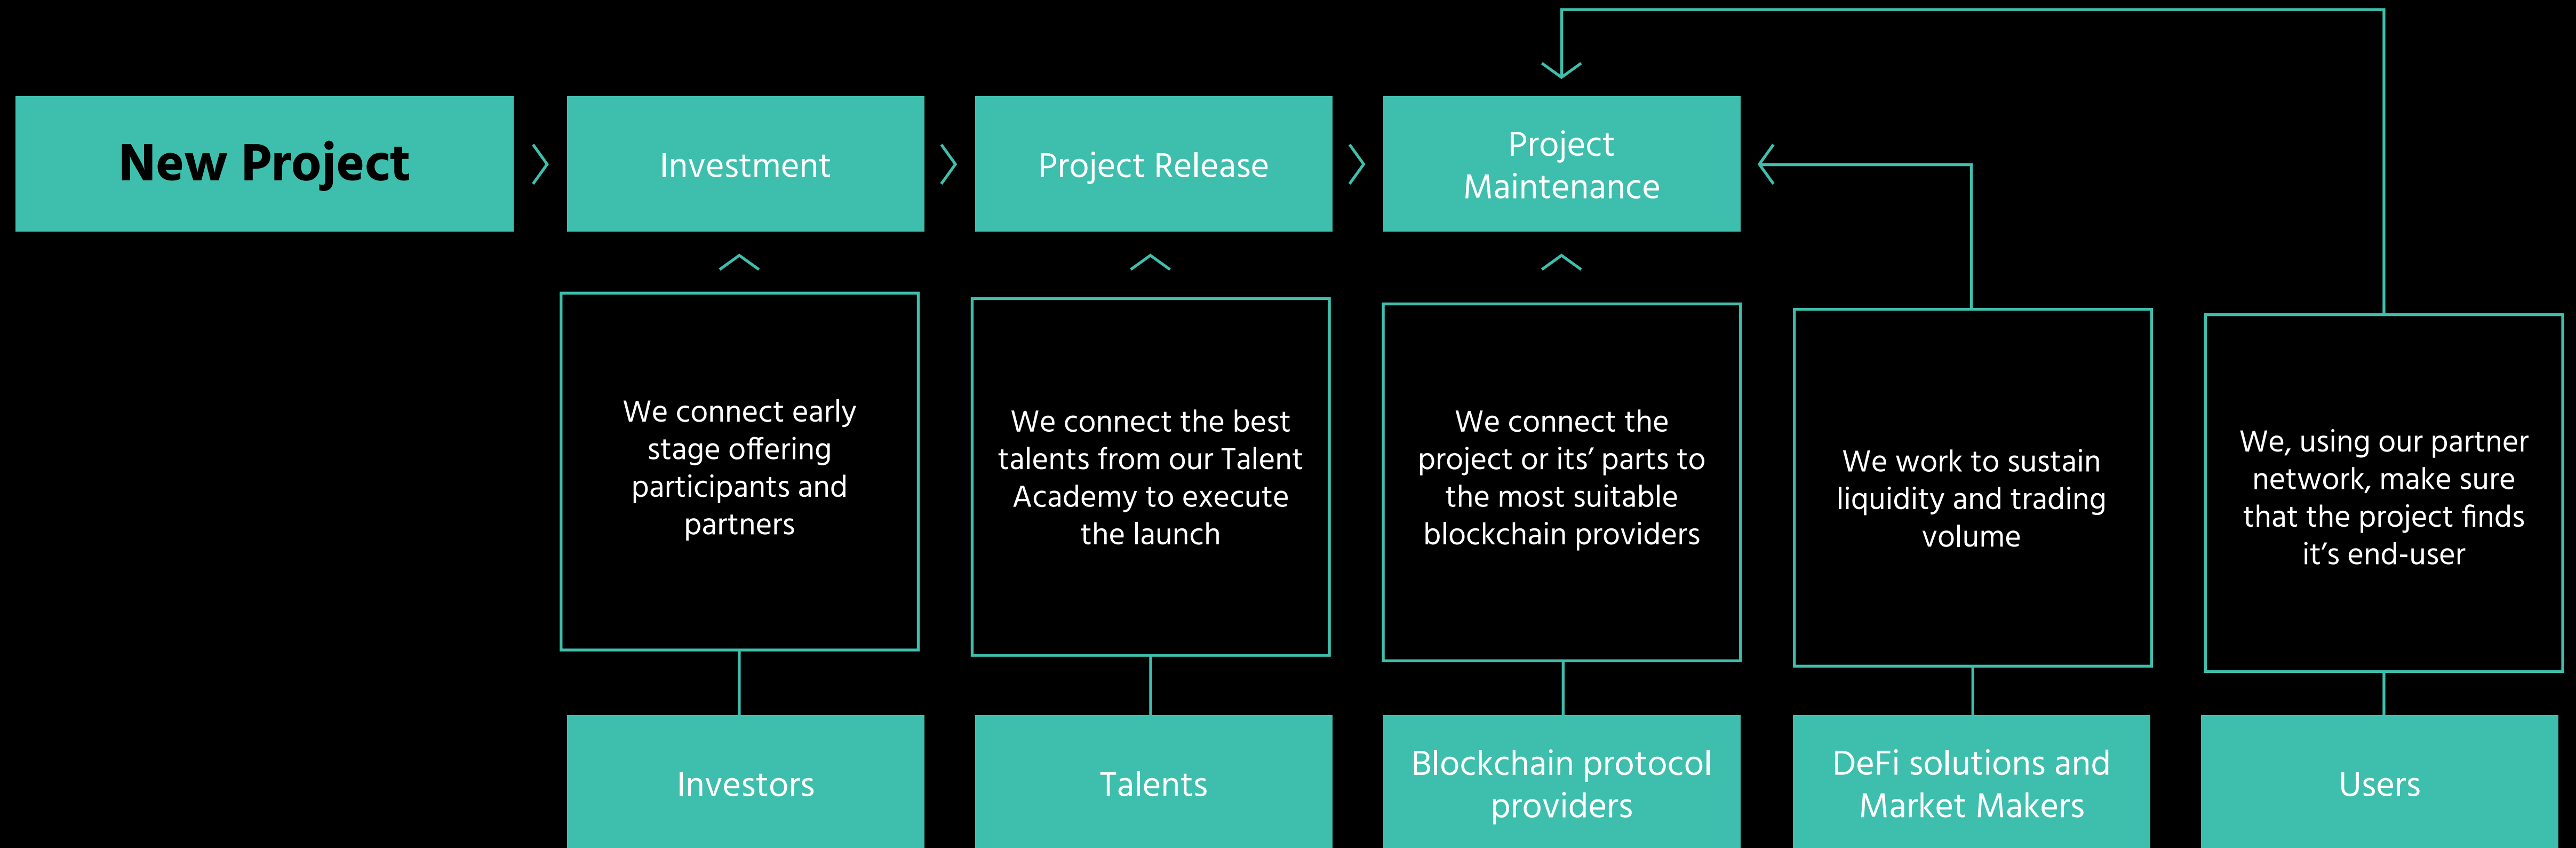 New Project
Investment
Project Release
Project
Maintenance
We connect early
stage offering
participants and
partners
We connect the best
talents from our Talent
Academy to execute
the launch
We connect the
project or its’ parts to
the most suitable
blockchain providers
We work to sustain
liquidity and trading
volume
We, using our partner
network, make sure
that the project finds
it’s end-user
Investors
Talents
Blockchain protocol
providers
DeFi solutions and
Market Makers
Users